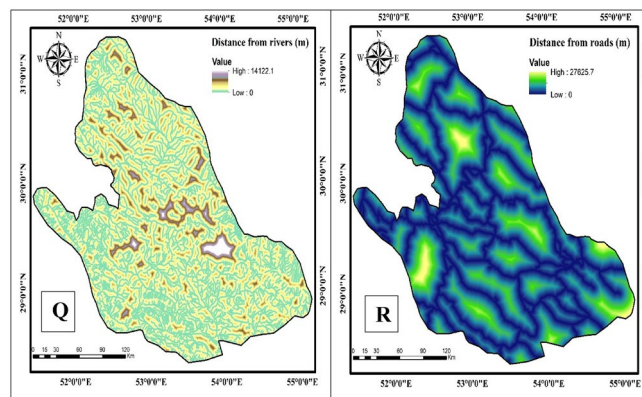 52°0'0"E 53°0'0"E 54°0'0"E 55°0'0"E
N
W E
S
Distance from rivers (m)
Value
High : 14122.1
Low : 0
31°0'0"N
30°0'0"N
29°0'0"N
Q
0 15 30 60 90 120
Km
52°0'0"E 53°0'0"E 54°0'0"E 55°0'0"E
52°0'0"E 53°0'0"E 54°0'0"E 55°0'0"E
N
W E
S
Distance from roads (m)
Value
High : 27625.7
Low : 0
31°0'0"N
30°0'0"N
29°0'0"N
R
0 15 30 60 90 120
Km
52°0'0"E 53°0'0"E 54°0'0"E 55°0'0"E